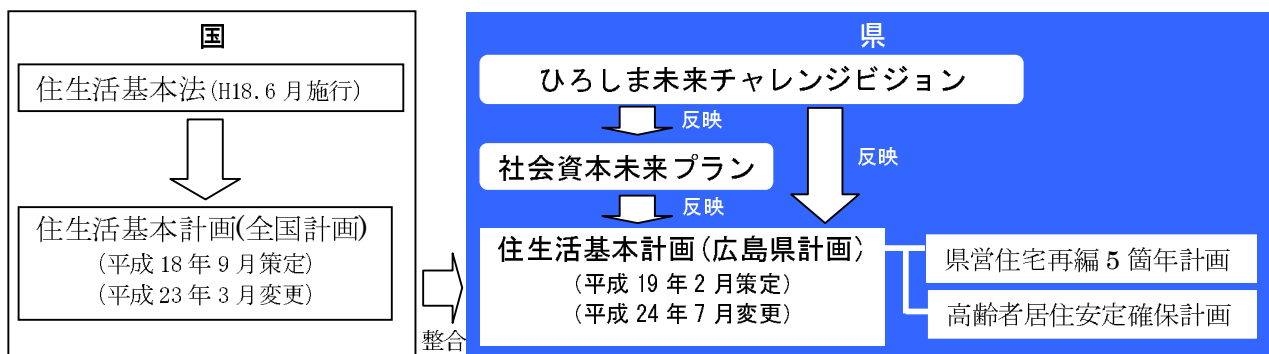 国
住生活基本法(H18.6月施行)
住生活基本計画(全国計画)
(平成18年9月策定)
(平成23年3月変更)
整合
県
ひろしま未来チャレンジビジョン
反映
反映
社会資本未来プラン
反映
住生活基本計画(広島県計画)
(平成19年2月策定)
(平成24年7月変更)
県営住宅再編5箇年計画
高齢者居住安定確保計画